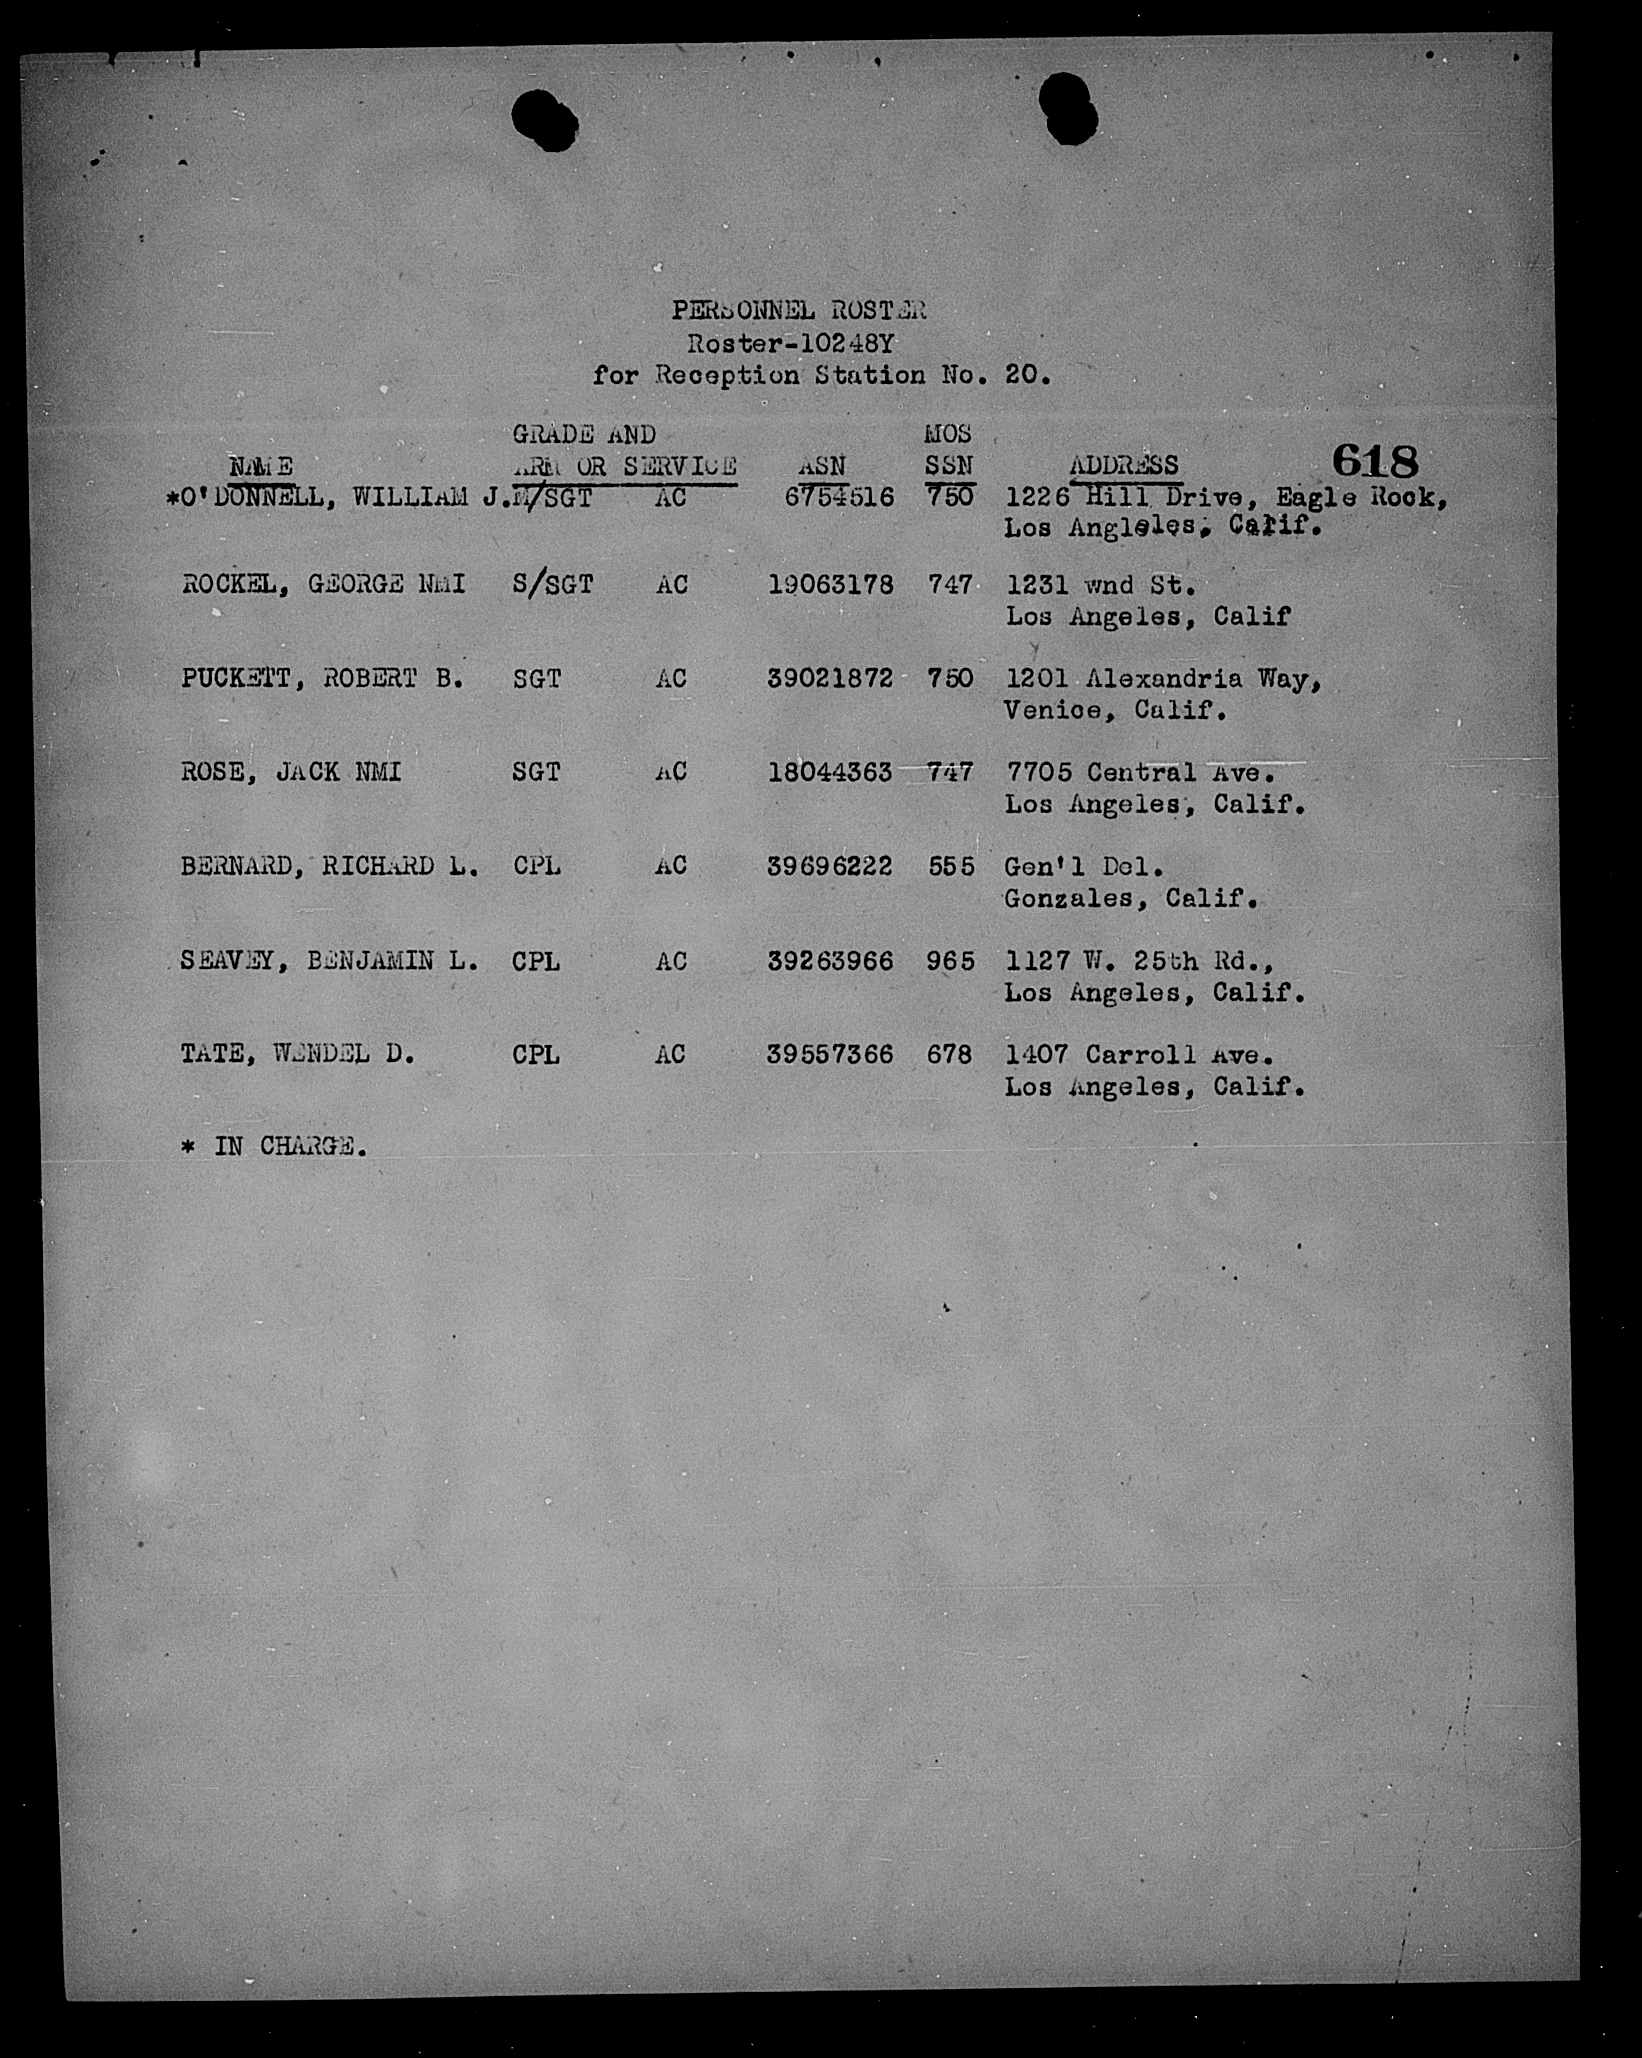 PERSONNEL ROSTER
Roster-10248Y
for Reception Station No. 20.
GRADE AND MOS
NAME ARM OR SERVICE ASN SSN ADDRESS 618
*O'DONNELL, WILLIAM J. M/SGT AC 6754516 750 1226 Hill Drive, Eagle Rock,
Los Angleles, Calif.
ROCKEL, GEORGE NMI S/SGT AC 19063178 747 1231 wnd St.
Los Angeles, Calif
PUCKETT, ROBERT B. SGT AC 39021872 750 1201 Alexandria Way,
Venice, Calif.
ROSE, JACK NMI SGT AC 18044363 747 7705 Central Ave.
Los Angeles, Calif.
BERNARD, RICHARD L. CPL AC 39696222 555 Gen'l Del.
Gonzales, Calif.
SEAVEY, BENJAMIN L. CPL AC 39263966 965 1127 W. 25th Rd.,
Los Angeles, Calif.
TATE, WENDEL D. CPL AC 39557366 678 1407 Carroll Ave.
Los Angeles, Calif.
* IN CHARGE.